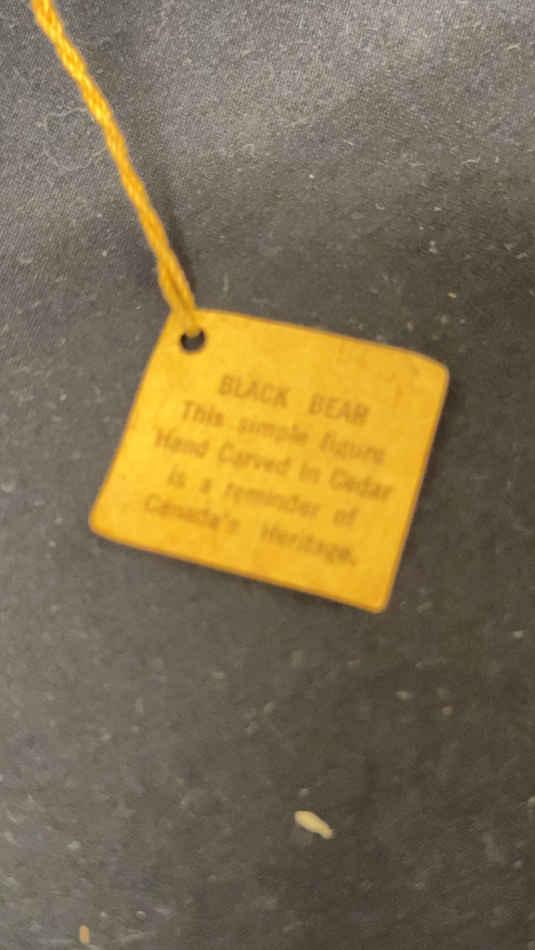 BLACK BEAR
This simple figure
Hand Carved in Cedar
is a reminder of
Canada's Heritage.